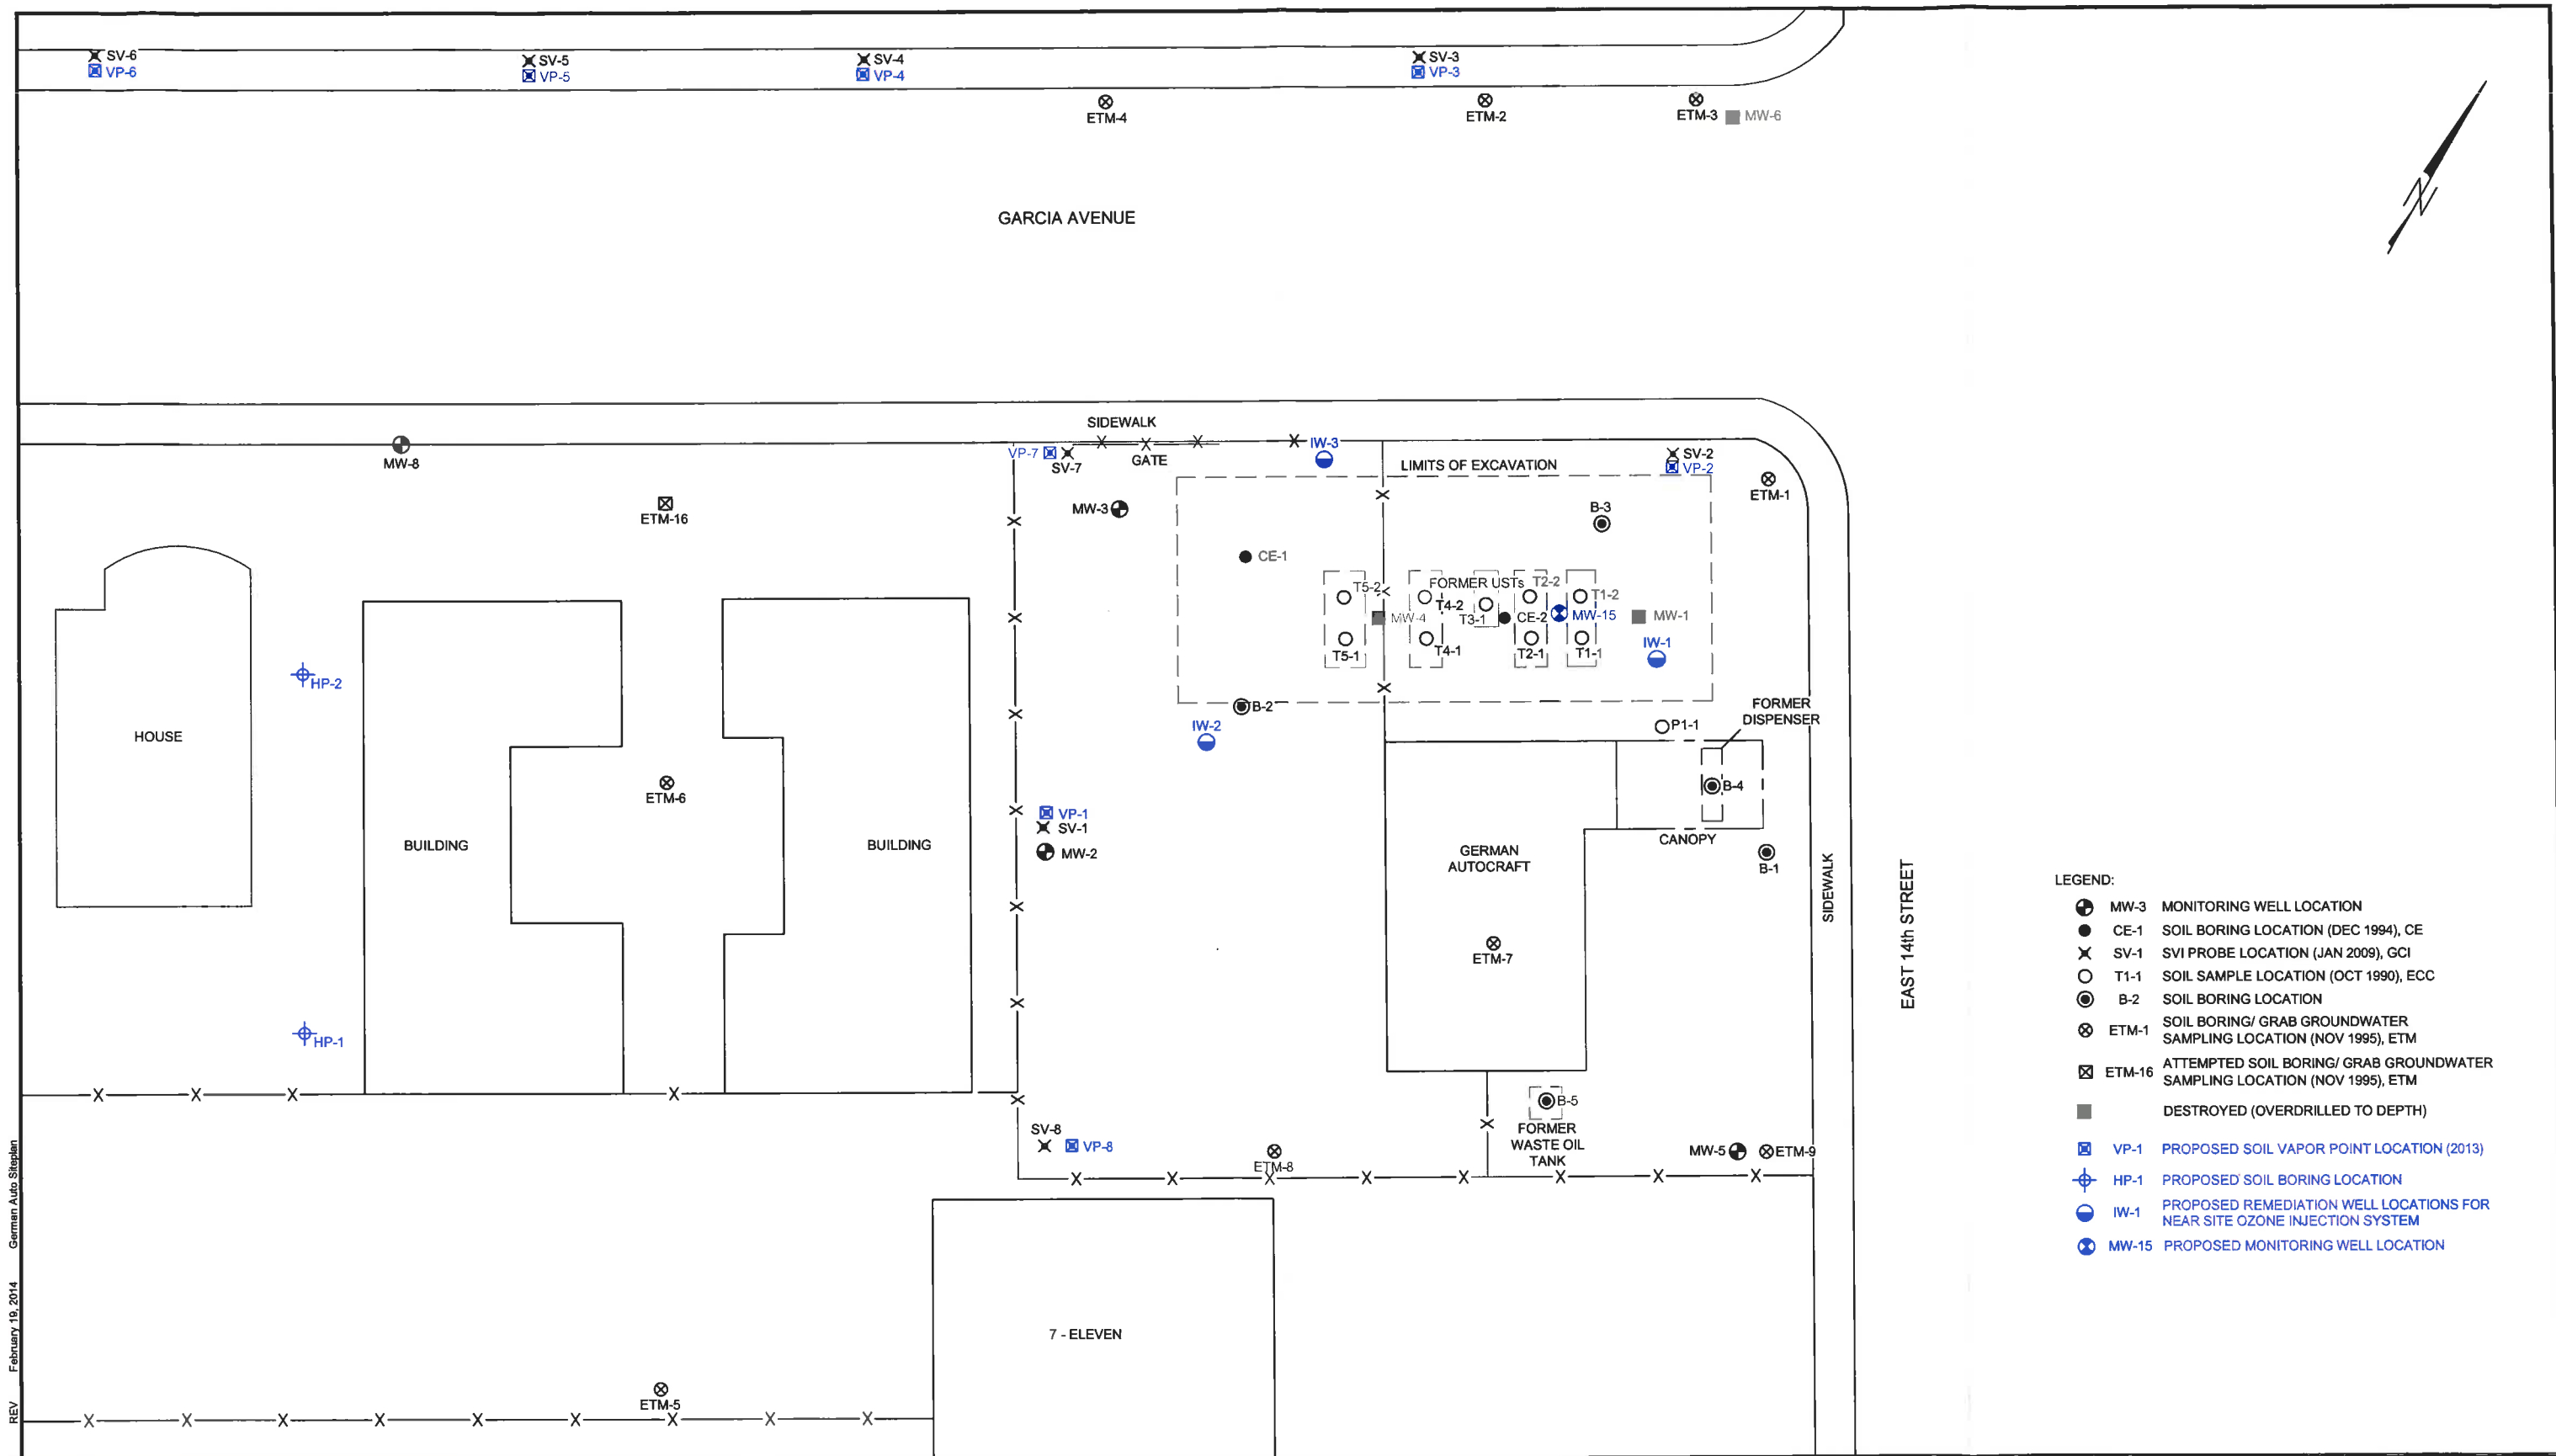 SV-6
VP-6
SV-5
VP-5
SV-4
VP-4
SV-3
VP-3
ETM-4
ETM-2
ETM-3
MW-6
GARCIA AVENUE
SIDEWALK
MW-8
VP-7
SV-7
GATE
IW-3
LIMITS OF EXCAVATION
SV-2
VP-2
ETM-1
ETM-16
MW-3
B-3
CE-1
FORMER USTs
T5-2
T4-2
T3-1
T2-2
T1-2
MW-4
CE-2
MW-15
MW-1
T5-1
T4-1
T2-1
T1-1
IW-1
HP-2
B-2
IW-2
FORMER
DISPENSER
P1-1
HOUSE
ETM-6
B-4
VP-1
SV-1
MW-2
BUILDING
BUILDING
GERMAN
AUTOCRAFT
CANOPY
B-1
SIDEWALK
EAST 14th STREET
ETM-7
HP-1
B-5
FORMER
WASTE OIL
TANK
SV-8
VP-8
ETM-8
MW-5
ETM-9
7 - ELEVEN
ETM-5
LEGEND:
MW-3 MONITORING WELL LOCATION
CE-1 SOIL BORING LOCATION (DEC 1994), CE
SV-1 SVI PROBE LOCATION (JAN 2009), GCI
T1-1 SOIL SAMPLE LOCATION (OCT 1990), ECC
B-2 SOIL BORING LOCATION
ETM-1 SOIL BORING/ GRAB GROUNDWATER
SAMPLING LOCATION (NOV 1995), ETM
ETM-16 ATTEMPTED SOIL BORING/ GRAB GROUNDWATER
SAMPLING LOCATION (NOV 1995), ETM
DESTROYED (OVERDRILLED TO DEPTH)
VP-1 PROPOSED SOIL VAPOR POINT LOCATION (2013)
HP-1 PROPOSED SOIL BORING LOCATION
IW-1 PROPOSED REMEDIATION WELL LOCATIONS FOR
NEAR SITE OZONE INJECTION SYSTEM
MW-15 PROPOSED MONITORING WELL LOCATION
REV February 19, 2014 German Auto Siteplan